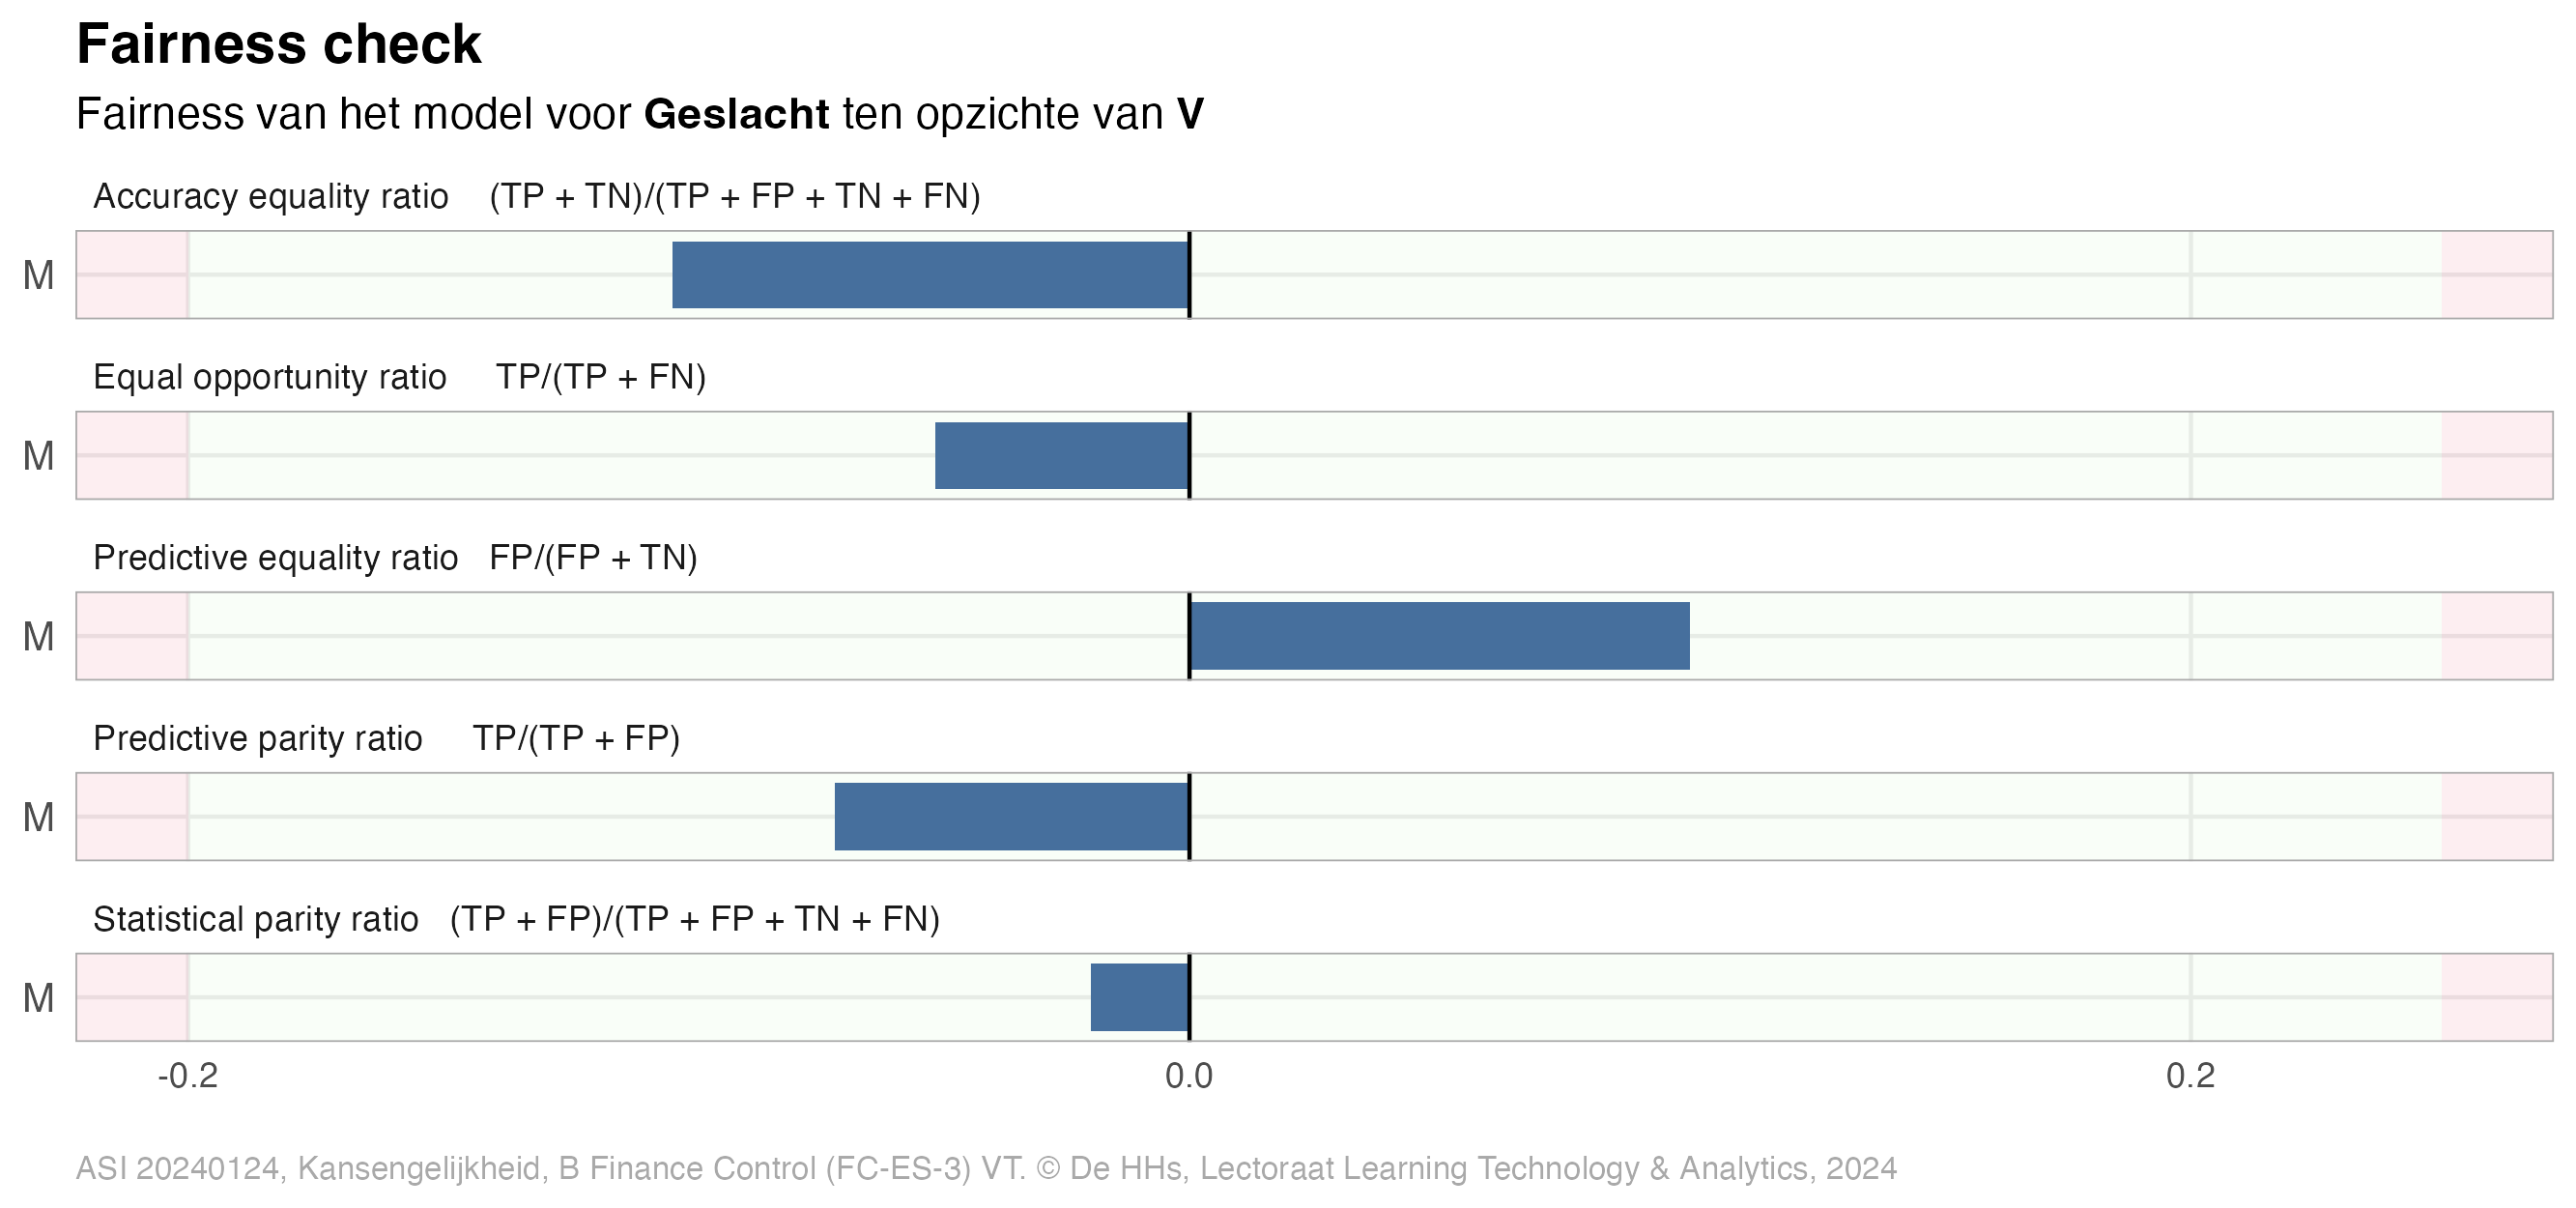 Fairness check
Fairness van het model voor Geslacht ten opzichte van V
Accuracy equality ratio (TP + TN)/(TP + FP + TN + FN)
M
Equal opportunity ratio TP/(TP + FN)
M
Predictive equality ratio FP/(FP + TN)
M
Predictive parity ratio TP/(TP + FP)
M
Statistical parity ratio (TP + FP)/(TP + FP + TN + FN)
M
-0.2 0.0 0.2
ASI 20240124, Kansengelijkheid, B Finance Control (FC-ES-3) VT. © De HHs, Lectoraat Learning Technology & Analytics, 2024